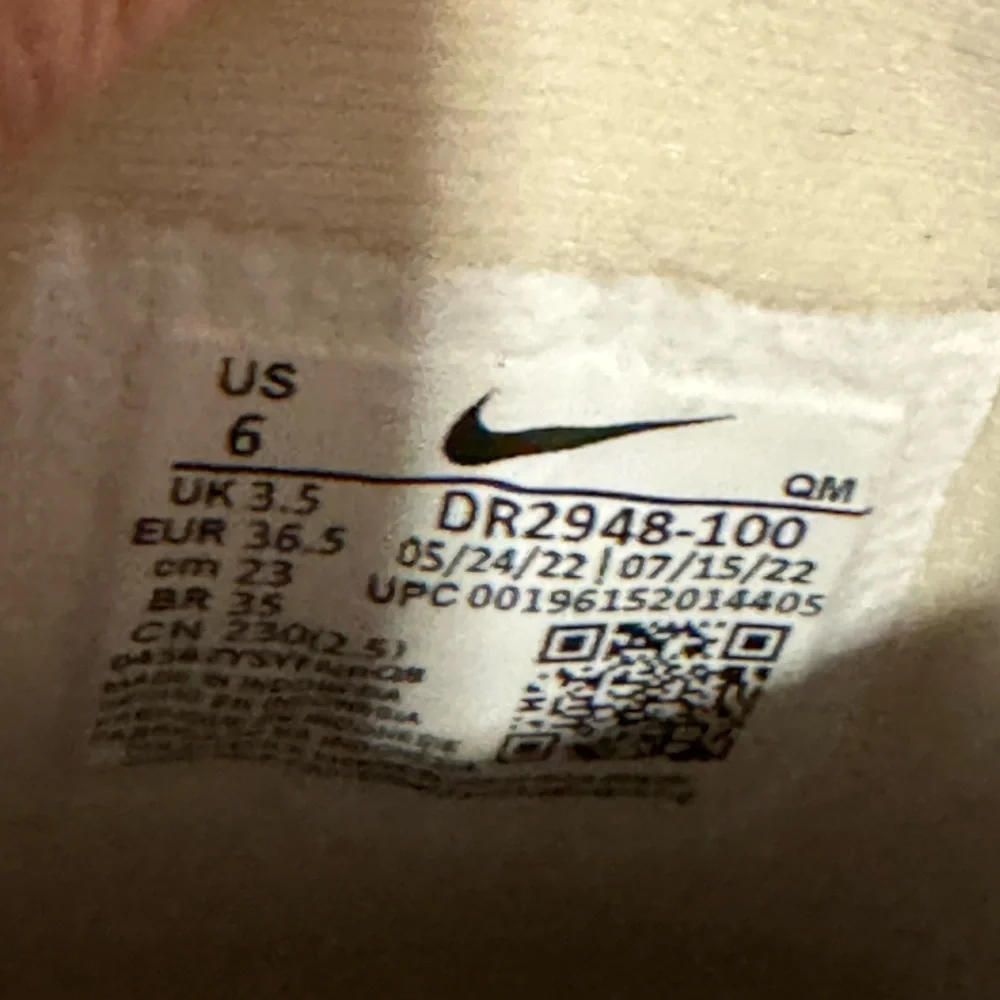 US
6
QM
UK 3.5
DR2948-100
EUR 36.5
05/24/22 | 07/15/22
cm 23
UPC 00196152014405
BR 35
CN 230(2.5)
MADE IN INDONESIA